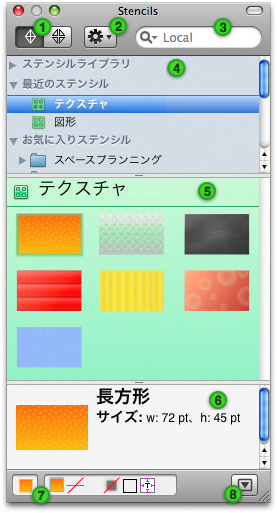 Stencils
1
2
3
Local
ステンシルライブラリ
4
最近のステンシル
テクスチャ
図形
お気に入りステンシル
スペースプランニング
テクスチャ
5
長方形
6
サイズ: w: 72 pt、h: 45 pt
7
T
8